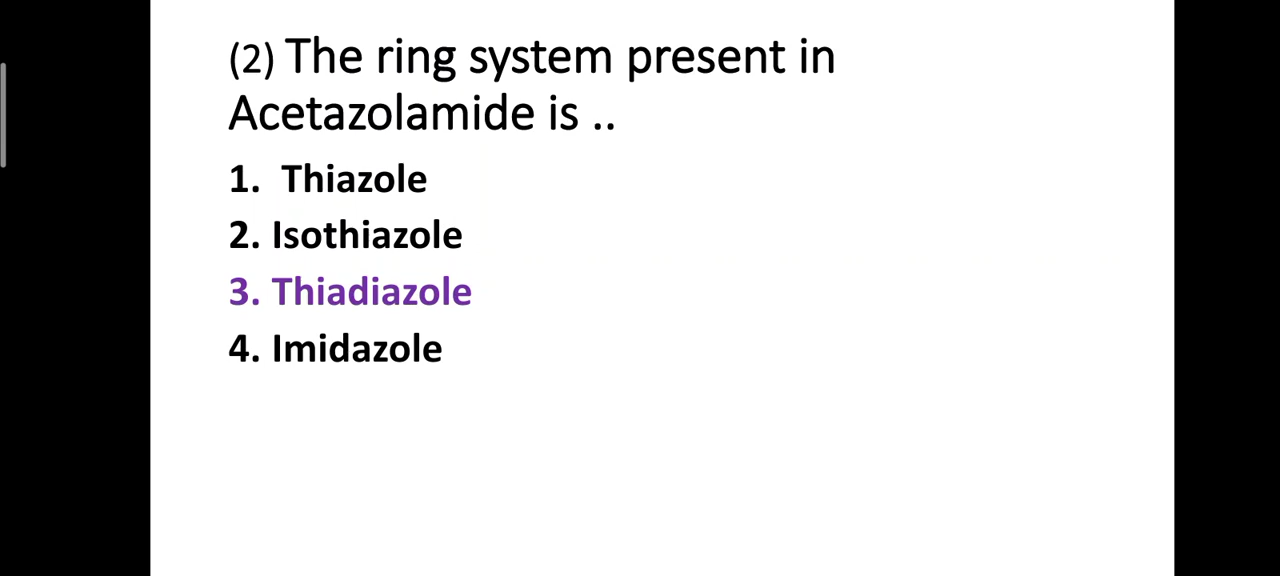 (2) The ring system present in
Acetazolamide is ..
1. Thiazole
2. Isothiazole
3. Thiadiazole
4. Imidazole